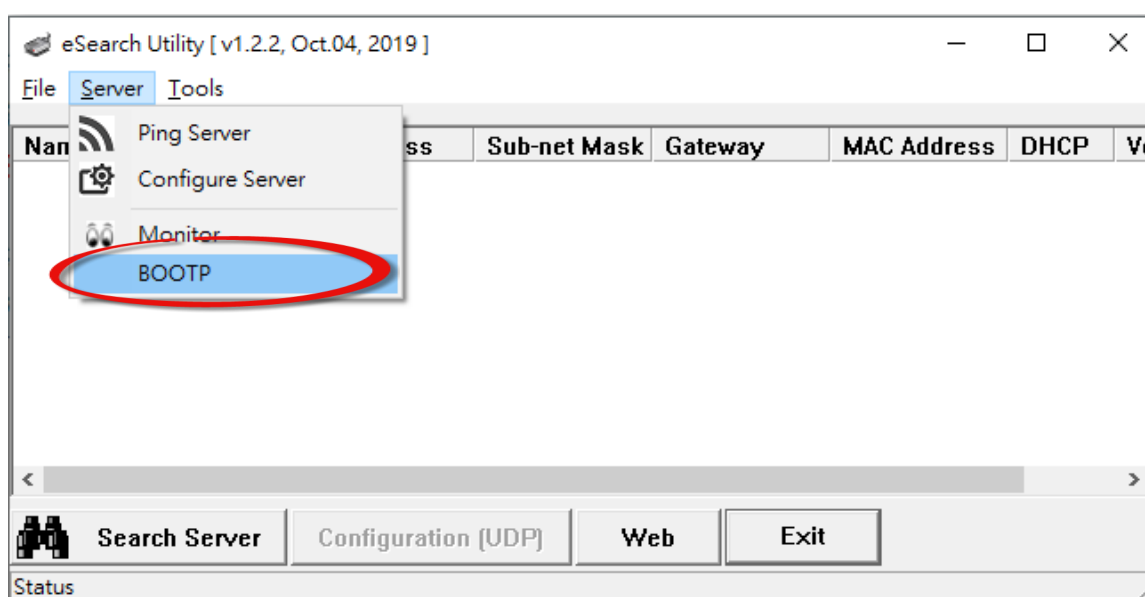 eSearch Utility [ v1.2.2, Oct.04, 2019 ]
File Server Tools
Ping Server
Configure Server
Monitor
BOOTP
Sub-net Mask Gateway MAC Address DHCP
Search Server Configuration (UDP) Web Exit
Status